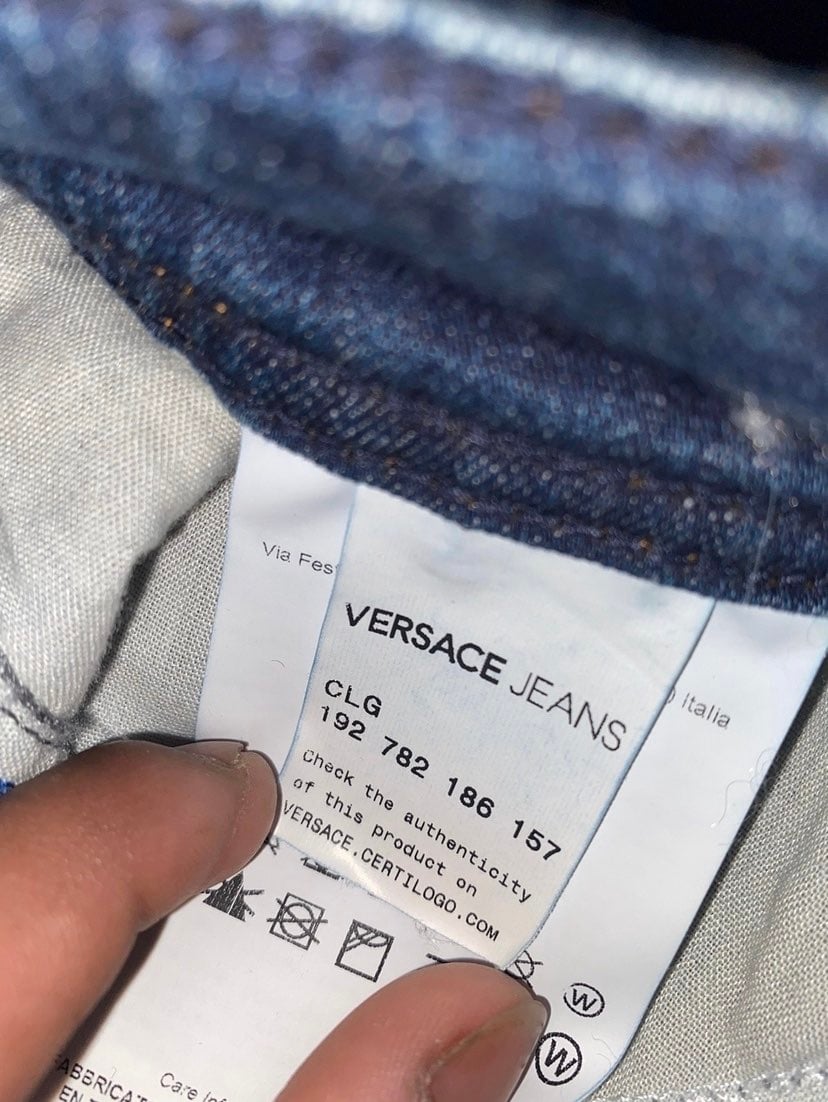 Via Fes
VERSACE JEANS
CLG
192 782 186 157
Italia
Check the authenticity
of this product on
VERSACE.CERTILOGO.COM
W
W
Care